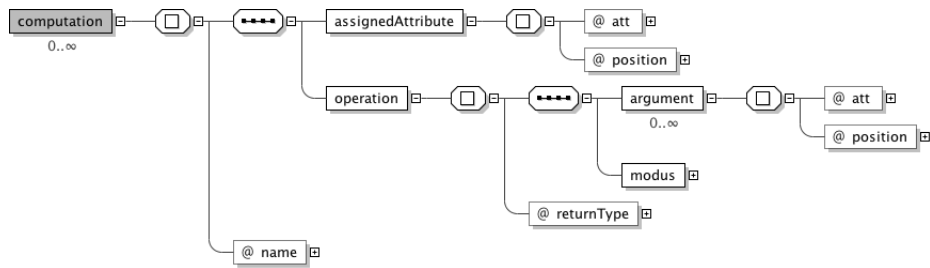 computation
0..∞
assignedAttribute
@ att
@ position
operation
argument
0..∞
@ att
@ position
modus
@ returnType
@ name